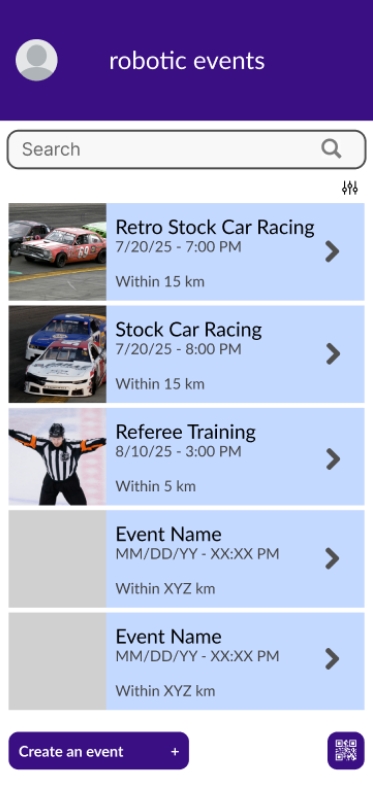 robotic events
Search
Retro Stock Car Racing
7/20/25 - 7:00 PM
Within 15 km
69
Stock Car Racing
7/20/25 - 8:00 PM
Within 15 km
Referee Training
8/10/25 - 3:00 PM
Within 5 km
Event Name
MM/DD/YY - XX:XX PM
Within XYZ km
Event Name
MM/DD/YY - XX:XX PM
Within XYZ km
Create an event +